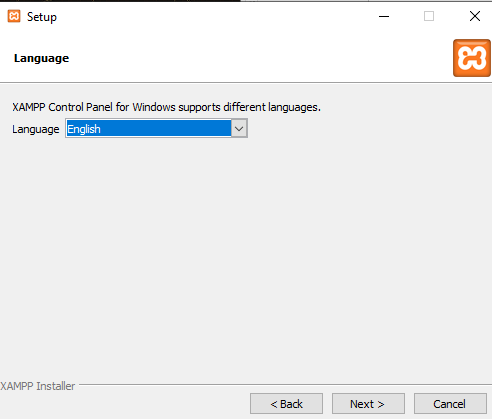 Setup
Language
XAMPP Control Panel for Windows supports different languages.
Language English
XAMPP Installer
< Back Next > Cancel